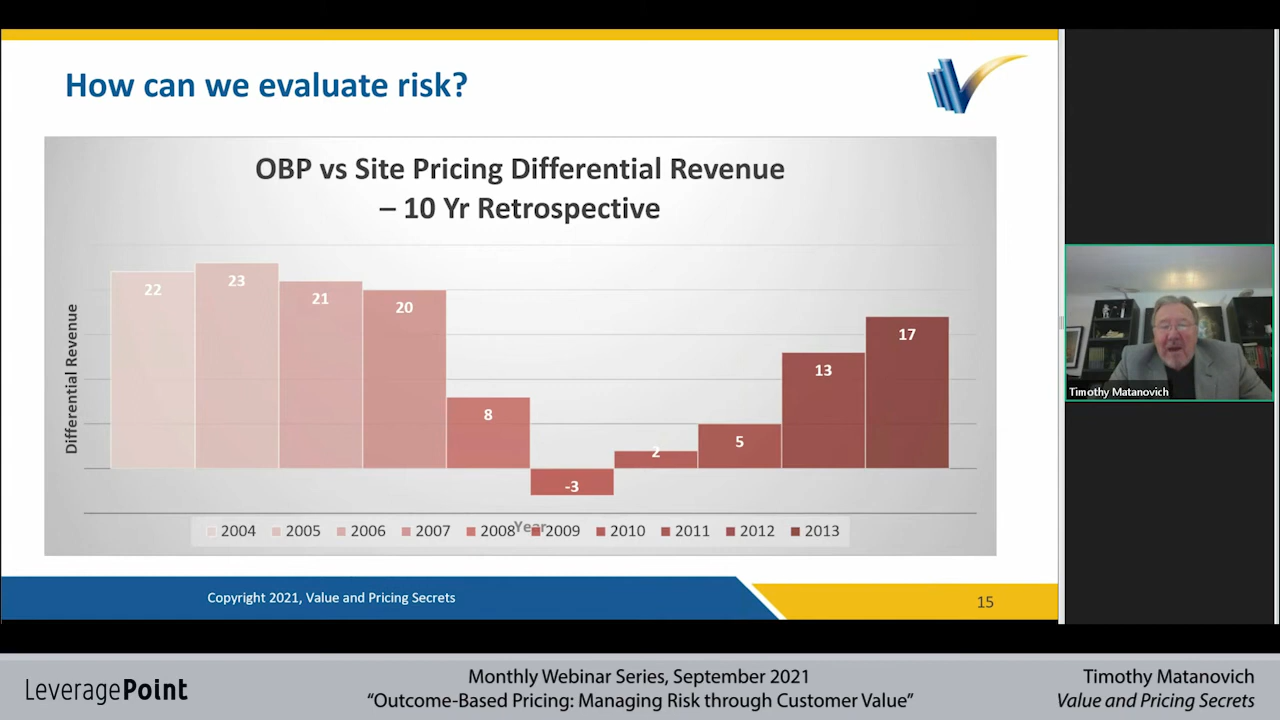 How can we evaluate risk?
OBP vs Site Pricing Differential Revenue
– 10 Yr Retrospective
Differential Revenue
22
23
21
20
8
-3
2
5
13
17
Year
2004
2005
2006
2007
2008
2009
2010
2011
2012
2013
Copyright 2021, Value and Pricing Secrets
15
Timothy Matanovich
LeveragePoint
Monthly Webinar Series, September 2021
“Outcome-Based Pricing: Managing Risk through Customer Value”
Timothy Matanovich
Value and Pricing Secrets